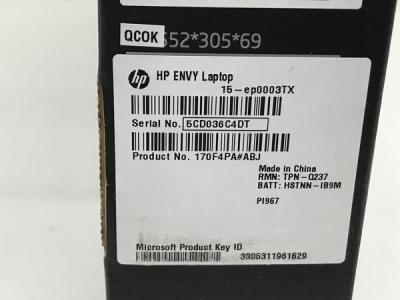 QCOK 552*305*69
hp HP ENVY Laptop
15-ep0003TX
Serial No. 5CD036C4DT
Product No. 170F4PA#ABJ
Made in China
RMN: TPN-Q237
BATT: HSTNN-IB9M
PI967
Microsoft Product Key ID
3305311961629